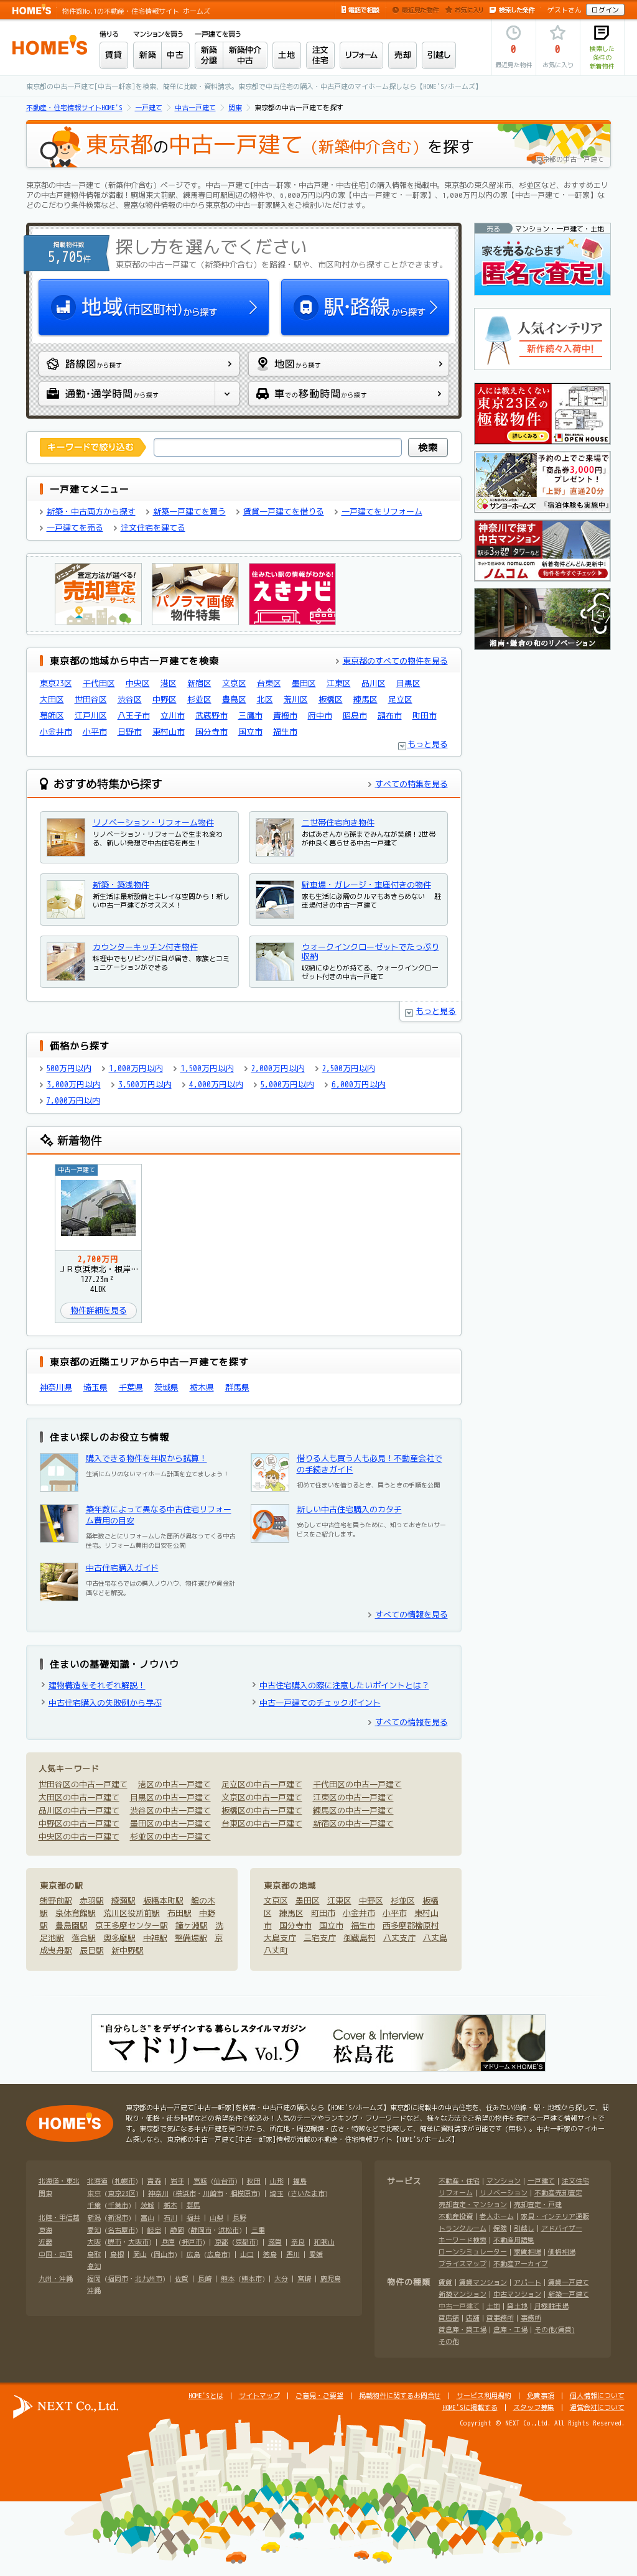 HOME'S 物件数No.1の不動産・住宅情報サイト ホームズ
電話で相談 最近見た物件 お気に入り 検索した条件 ゲストさん ログイン
HOME'S
借りる マンションを買う 一戸建てを買う
賃貸 新築 中古 新築分譲 新築仲介中古 土地 注文住宅 リフォーム 売却 引越し
0 最近見た物件
0 お気に入り
検索した条件の新着物件
東京都の中古一戸建て[中古一軒家]を検索、簡単に比較・資料請求。東京都で中古住宅の購入・中古戸建のマイホーム探しなら【HOME'S/ホームズ】
不動産・住宅情報サイトHOME'S > 一戸建て > 中古一戸建て > 関東 > 東京都の中古一戸建てを探す
東京都の中古一戸建て（新築仲介含む）を探す
東京都の中古一戸建て
東京都の中古一戸建て（新築仲介含む）ページです。中古一戸建て[中古一軒家・中古戸建・中古住宅]の購入情報を掲載中。東京都の東久留米市、杉並区など、おすすめエリアの中古戸建物件情報が満載！駒場東大前駅、練馬春日町駅周辺の物件や、6,000万円以内の家【中古一戸建て・一軒家】、1,000万円以内の家【中古一戸建て・一軒家】などのこだわり条件検索など、豊富な物件情報の中から東京都の中古一軒家購入をご検討いただけます。
掲載物件数
5,705件
探し方を選んでください
東京都の中古一戸建て（新築仲介含む）を路線・駅や、市区町村から探すことができます。
地域(市区町村)から探す
駅・路線から探す
路線図から探す
地図から探す
通勤・通学時間から探す
車での移動時間から探す
キーワードで絞り込む
検索
一戸建てメニュー
新築・中古両方から探す 新築一戸建てを買う 賃貸一戸建てを借りる 一戸建てをリフォーム
一戸建てを売る 注文住宅を建てる
査定方法が選べる！
リニューアル
売却査定サービス
パノラマ画像物件特集
住みたい駅の情報がわかる！
えきナビ
東京都の地域から中古一戸建てを検索
東京都のすべての物件を見る
東京23区 千代田区 中央区 港区 新宿区 文京区 台東区 墨田区 江東区 品川区 目黒区
大田区 世田谷区 渋谷区 中野区 杉並区 豊島区 北区 荒川区 板橋区 練馬区 足立区
葛飾区 江戸川区 八王子市 立川市 武蔵野市 三鷹市 青梅市 府中市 昭島市 調布市 町田市
小金井市 小平市 日野市 東村山市 国分寺市 国立市 福生市
もっと見る
おすすめ特集から探す
すべての特集を見る
リノベーション・リフォーム物件
リノベーション・リフォームで生まれ変わる、新しい発想で中古住宅を再生！
二世帯住宅向き物件
おばあさんから孫までみんなが笑顔！2世帯が仲良く暮らせる中古一戸建て
新築・築浅物件
新生活は最新設備とキレイな空間から！新しい中古一戸建てがオススメ！
駐車場・ガレージ・車庫付きの物件
家も生活に必需のクルマもあきらめない 駐車場付きの中古一戸建て
カウンターキッチン付き物件
料理中でもリビングに目が届き、家族とコミュニケーションができる
ウォークインクローゼットでたっぷり収納
収納にゆとりが持てる、ウォークインクローゼット付きの中古一戸建て
もっと見る
価格から探す
500万円以内 1,000万円以内 1,500万円以内 2,000万円以内 2,500万円以内
3,000万円以内 3,500万円以内 4,000万円以内 5,000万円以内 6,000万円以内
7,000万円以内
新着物件
中古一戸建て
2,700万円
ＪＲ京浜東北・根岸…
127.23m²
4LDK
物件詳細を見る
東京都の近隣エリアから中古一戸建てを探す
神奈川県 埼玉県 千葉県 茨城県 栃木県 群馬県
住まい探しのお役立ち情報
購入できる物件を年収から試算！
生活にムリのないマイホーム計画を立てましょう！
借りる人も買う人も必見！不動産会社での手続きガイド
初めて住まいを借りるとき、買うときの手順を公開
築年数によって異なる中古住宅リフォーム費用の目安
築年数ごとにリフォームした箇所が異なってくる中古住宅。リフォーム費用の目安を公開
新しい中古住宅購入のカタチ
安心して中古住宅を買うために、知っておきたいサービスをご紹介します。
中古住宅購入ガイド
中古住宅ならではの購入ノウハウ、物件選びや資金計画などを解説。
すべての情報を見る
住まいの基礎知識・ノウハウ
建物構造をそれぞれ解説！
中古住宅購入の際に注意したいポイントとは？
中古住宅購入の失敗例から学ぶ
中古一戸建てのチェックポイント
すべての情報を見る
人気キーワード
世田谷区の中古一戸建て 港区の中古一戸建て 足立区の中古一戸建て 千代田区の中古一戸建て
大田区の中古一戸建て 目黒区の中古一戸建て 文京区の中古一戸建て 江東区の中古一戸建て
品川区の中古一戸建て 渋谷区の中古一戸建て 板橋区の中古一戸建て 練馬区の中古一戸建て
中野区の中古一戸建て 墨田区の中古一戸建て 台東区の中古一戸建て 新宿区の中古一戸建て
中央区の中古一戸建て 杉並区の中古一戸建て
東京都の駅
熊野前駅 赤羽駅 綾瀬駅 板橋本町駅 雛の木駅 京体育館駅 荒川区役所前駅 布田駅 中野駅 豊島園駅 京王多摩センター駅 鐘ヶ淵駅 洗足池駅 落合駅 奥多摩駅 中神駅 整備場駅 京成曳舟駅 辰巳駅 新中野駅
東京都の地域
文京区 墨田区 江東区 中野区 杉並区 板橋区 練馬区 町田市 小金井市 小平市 東村山市 国分寺市 国立市 福生市 西多摩郡檜原村 大島支庁 三宅支庁 御蔵島村 八丈支庁 八丈島八丈町
売る マンション・一戸建て・土地
家を売るならまず
匿名で査定！
人気インテリア
新作続々入荷中！
人には教えたくない
東京23区の極秘物件
詳しくみる
OPEN HOUSE
予約の上でご来場で
「商品券3,000円」プレゼント！
「上野」直通20分
サンヨーホームズ
「宿泊体験も実施中」
神奈川で探す
中古マンション
駅歩3分 タワーなど
ネットで住まいみつかる nomu.com
ノムコム
新着物件どんどん更新中！
物件を今すぐチェック
湘南・鎌倉の和のリノベーション
“自分らしさ”をデザインする暮らしスタイルマガジン
マドリーム Vol.9
Cover & Interview
松島花
マドリーム×HOME'S
HOME'S
東京都の中古一戸建て[中古一軒家]を検索・中古戸建の購入なら【HOME'S/ホームズ】東京都に掲載中の中古住宅を、住みたい沿線・駅・地域から探して、間取り・価格・徒歩時間などの希望条件で絞込み！人気のテーマやランキング・フリーワードなど、様々な方法でご希望の物件を探せる一戸建て情報サイトです。東京都で気になる中古戸建を見つけたら、所在地・周辺環境・広さ・特徴などで比較して、簡単に資料請求が可能です（無料）。中古一軒家のマイホーム探しなら、東京都の中古一戸建て[中古一軒家]情報が満載の不動産・住宅情報サイト【HOME'S/ホームズ】
北海道・東北 北海道 (札幌市) | 青森 | 岩手 | 宮城 (仙台市) | 秋田 | 山形 | 福島
関東 東京 (東京23区) | 神奈川 (横浜市・川崎市・相模原市) | 埼玉 (さいたま市)
千葉 (千葉市) | 茨城 | 栃木 | 群馬
北陸・甲信越 新潟 (新潟市) | 富山 | 石川 | 福井 | 山梨 | 長野
東海 愛知 (名古屋市) | 岐阜 | 静岡 (静岡市・浜松市) | 三重
近畿 大阪 (堺市・大阪市) | 兵庫 (神戸市) | 京都 (京都市) | 滋賀 | 奈良 | 和歌山
中国・四国 鳥取 | 島根 | 岡山 (岡山市) | 広島 (広島市) | 山口 | 徳島 | 香川 | 愛媛
高知
九州・沖縄 福岡 (福岡市・北九州市) | 佐賀 | 長崎 | 熊本 (熊本市) | 大分 | 宮崎 | 鹿児島
沖縄
サービス
不動産・住宅 | マンション | 一戸建て | 注文住宅
リフォーム | リノベーション | 不動産売却査定
売却査定・マンション | 売却査定・戸建
不動産投資 | 老人ホーム | 家具・インテリア通販
トランクルーム | 保険 | 引越し | アドバイザー
キーワード検索 | 不動産用語集
ローンシミュレーター | 家賃相場 | 価格相場
プライスマップ | 不動産アーカイブ
物件の種類
賃貸 | 賃貸マンション | アパート | 賃貸一戸建て
新築マンション | 中古マンション | 新築一戸建て
中古一戸建て | 土地 | 貸土地 | 月極駐車場
貸店舗 | 店舗 | 貸事務所 | 事務所
貸倉庫・貸工場 | 倉庫・工場 | その他(賃貸)
その他
NEXT Co.,Ltd.
HOME'Sとは | サイトマップ | ご意見・ご要望 | 掲載物件に関するお問合せ | サービス利用規約 | 免責事項 | 個人情報について
HOME'Sに掲載する | スタッフ募集 | 運営会社について
Copyright © NEXT Co.,Ltd. All Rights Reserved.